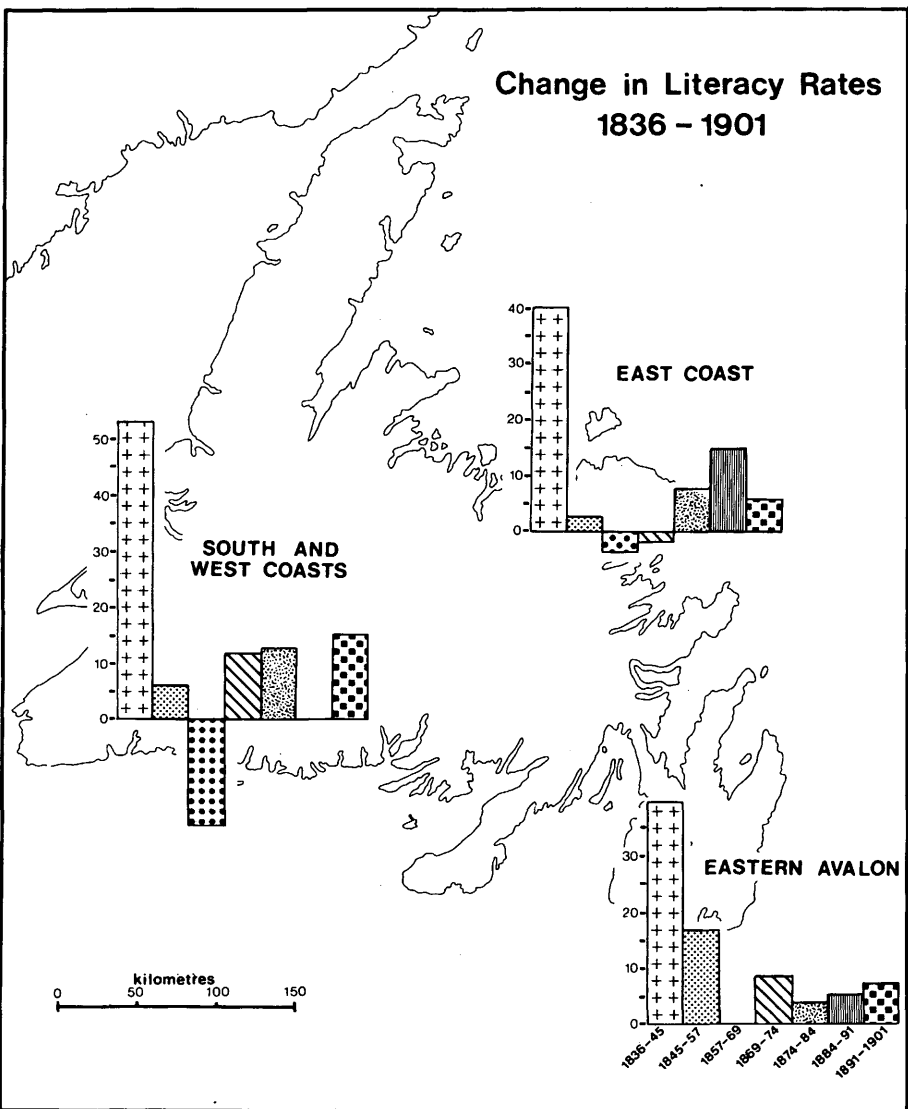 Change in Literacy Rates
1836 – 1901
40
30
20
10
0
EAST COAST
50
40
30
20
10
0
SOUTH AND
WEST COASTS
30
20
10
0
EASTERN AVALON
kilometres
0 50 100 150
1836–45
1845–57
1857–69
1869–74
1874–84
1884–91
1891–1901